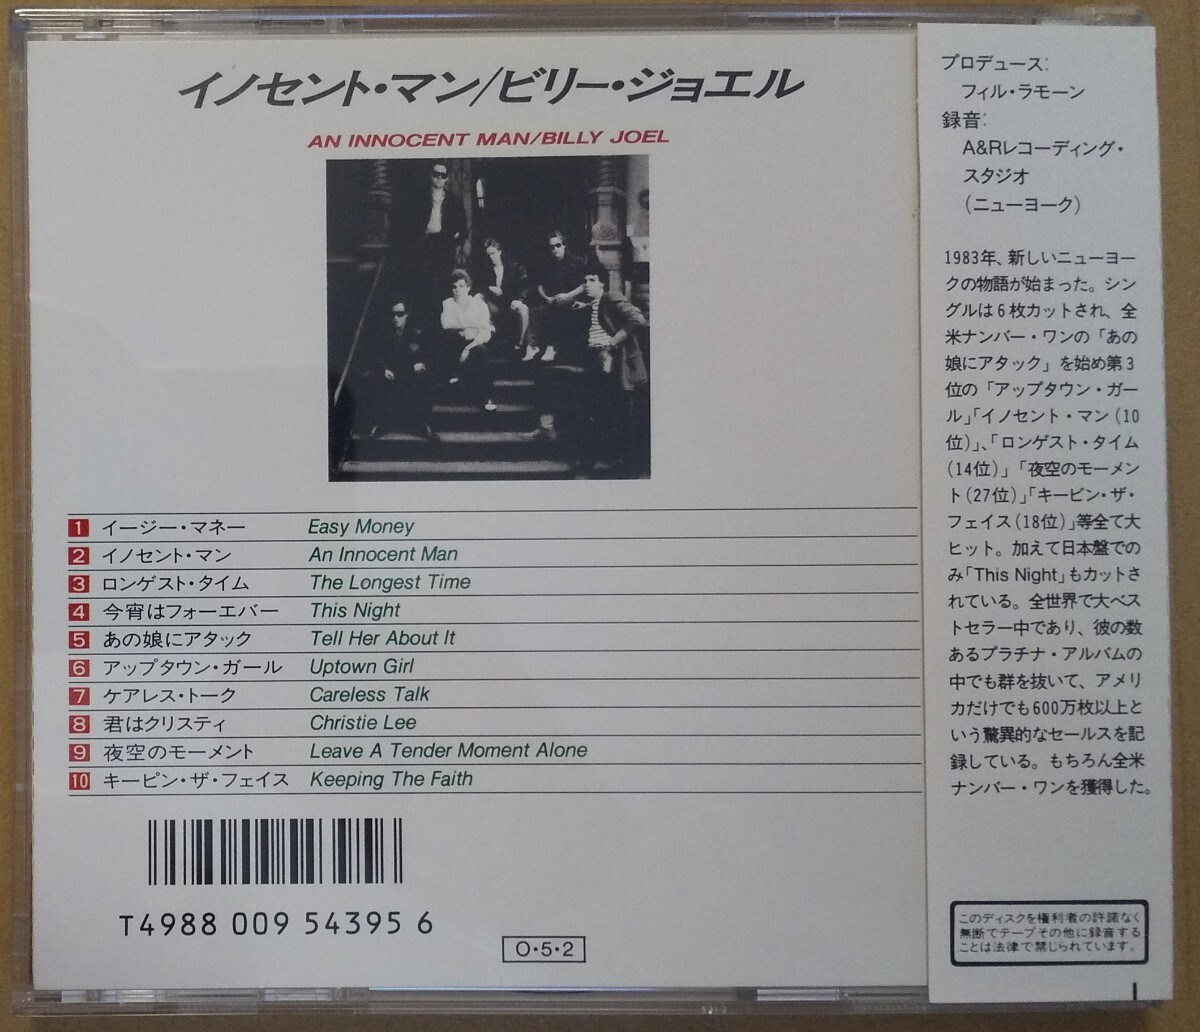 イノセント・マン/ビリー・ジョエル
AN INNOCENT MAN/BILLY JOEL
1 イージー・マネー Easy Money
2 イノセント・マン An Innocent Man
3 ロンゲスト・タイム The Longest Time
4 今宵はフォーエバー This Night
5 あの娘にアタック Tell Her About It
6 アップタウン・ガール Uptown Girl
7 ケアレス・トーク Careless Talk
8 君はクリスティ Christie Lee
9 夜空のモーメント Leave A Tender Moment Alone
10 キーピン・ザ・フェイス Keeping The Faith
T4988 009 54395 6
O・5・2
プロデュース:
フィル・ラモーン
録音:
A&Rレコーディング・
スタジオ
(ニューヨーク)
1983年、新しいニューヨー
クの物語が始まった。シン
グルは6枚カットされ、全
米ナンバー・ワンの「あの
娘にアタック」を始め第3
位の「アップタウン・ガー
ル」「イノセント・マン(10
位)」、「ロンゲスト・タイム
(14位)」「夜空のモーメン
ト(27位)」「キーピン・ザ・
フェイス(18位)」等全て大
ヒット。加えて日本盤での
み「This Night」もカットさ
れている。全世界で大ベス
トセラー中であり、彼の数
あるプラチナ・アルバムの
中でも群を抜いて、アメリ
カだけでも600万枚以上と
いう驚異的なセールスを記
録している。もちろん全米
ナンバー・ワンを獲得した。
このディスクを権利者の許諾なく
無断でテープその他に録音する
ことは法律で禁じられています。